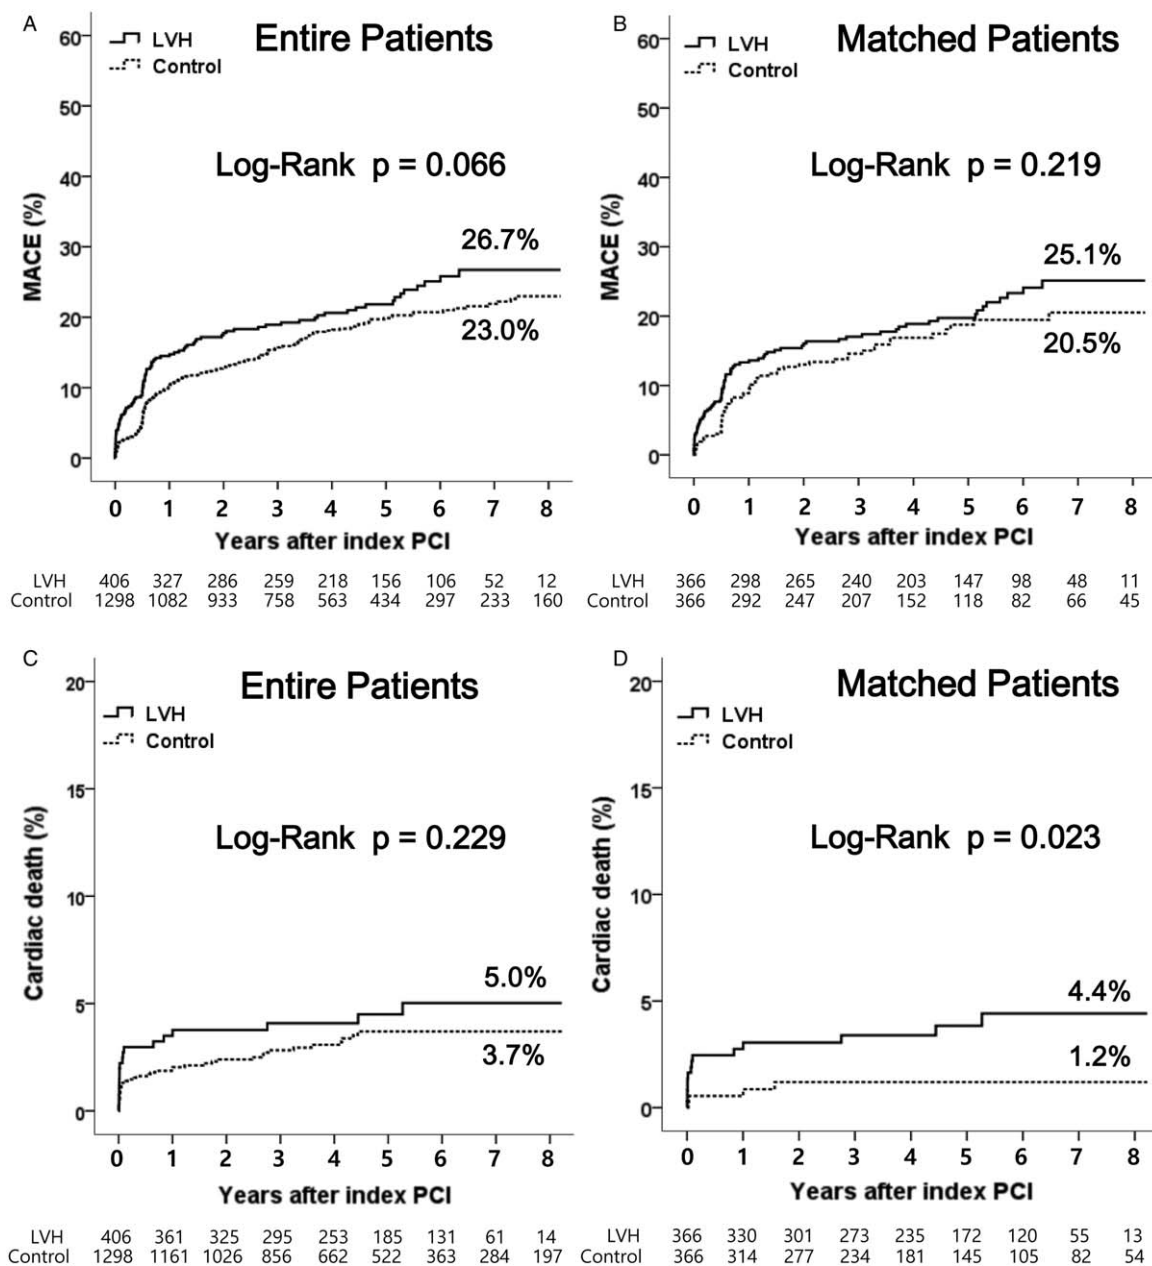 A
Entire Patients
LVH
Control
Log-Rank p = 0.066
26.7%
23.0%
MACE (%)
60
50
40
30
20
10
0
0 1 2 3 4 5 6 7 8
Years after index PCI
LVH 406 327 286 259 218 156 106 52 12
Control 1298 1082 933 758 563 434 297 233 160
B
Matched Patients
LVH
Control
Log-Rank p = 0.219
25.1%
20.5%
MACE (%)
60
50
40
30
20
10
0
0 1 2 3 4 5 6 7 8
Years after index PCI
LVH 366 298 265 240 203 147 98 48 11
Control 366 292 247 207 152 118 82 66 45
C
Entire Patients
LVH
Control
Log-Rank p = 0.229
5.0%
3.7%
Cardiac death (%)
20
15
10
5
0
0 1 2 3 4 5 6 7 8
Years after index PCI
LVH 406 361 325 295 253 185 131 61 14
Control 1298 1161 1026 856 662 522 363 284 197
D
Matched Patients
LVH
Control
Log-Rank p = 0.023
4.4%
1.2%
Cardiac death (%)
20
15
10
5
0
0 1 2 3 4 5 6 7 8
Years after index PCI
LVH 366 330 301 273 235 172 120 55 13
Control 366 314 277 234 181 145 105 82 54